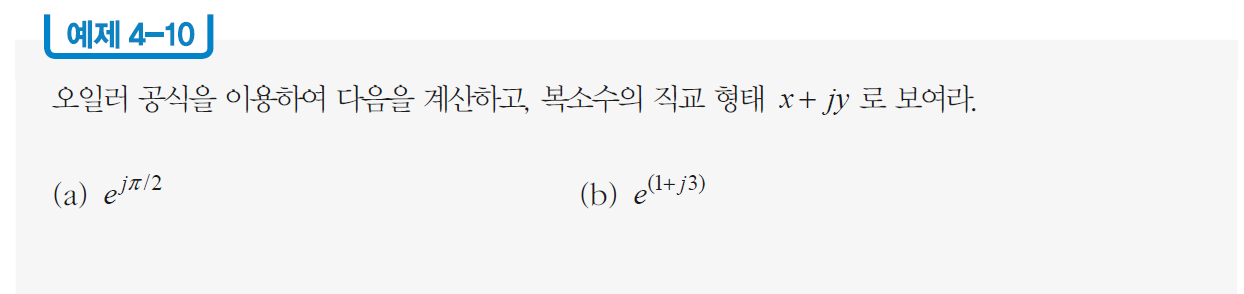 예제 4-10
오일러 공식을 이용하여 다음을 계산하고, 복소수의 직교 형태 x + jy 로 보여라.
(a) e^{jπ/2} (b) e^{(1+j3)}